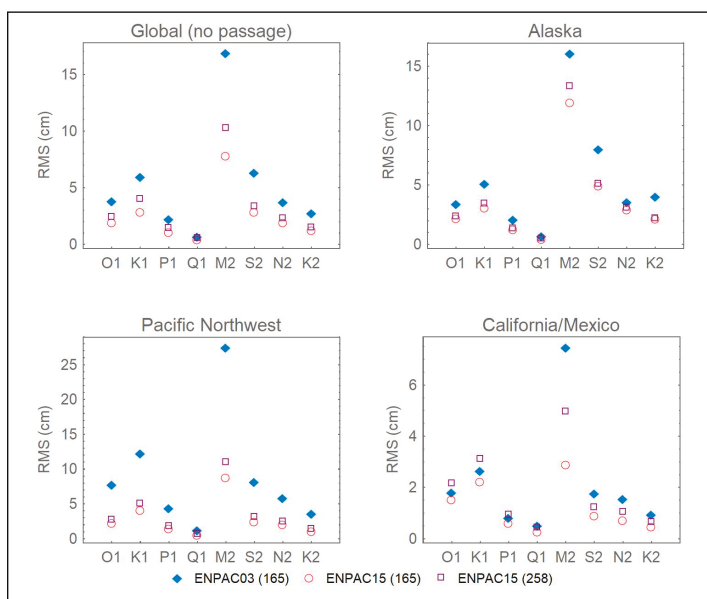 Global (no passage)
RMS (cm)
15
10
5
0
O1 K1 P1 Q1 M2 S2 N2 K2
Alaska
RMS (cm)
15
10
5
0
O1 K1 P1 Q1 M2 S2 N2 K2
Pacific Northwest
RMS (cm)
25
20
15
10
5
0
O1 K1 P1 Q1 M2 S2 N2 K2
California/Mexico
RMS (cm)
6
4
2
0
O1 K1 P1 Q1 M2 S2 N2 K2
ENPAC03 (165) ENPAC15 (165) ENPAC15 (258)